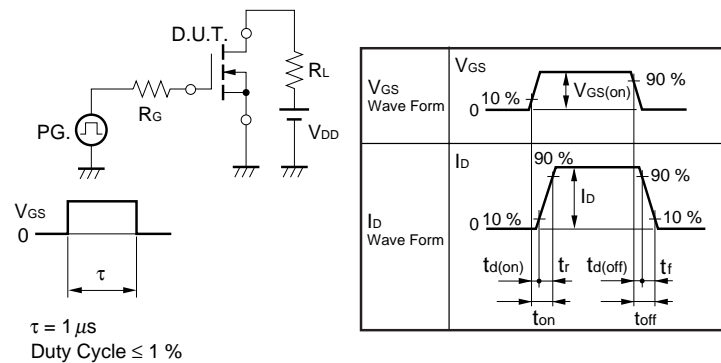 D.U.T.
RL
RG
PG.
VDD
VGS
0
τ
τ = 1 μs
Duty Cycle ≤ 1 %
VGS
Wave Form
VGS
10 %
0
VGS(on)
90 %
ID
Wave Form
ID
90 %
90 %
ID
0
10 %
10 %
td(on)
tr
td(off)
tf
ton
toff